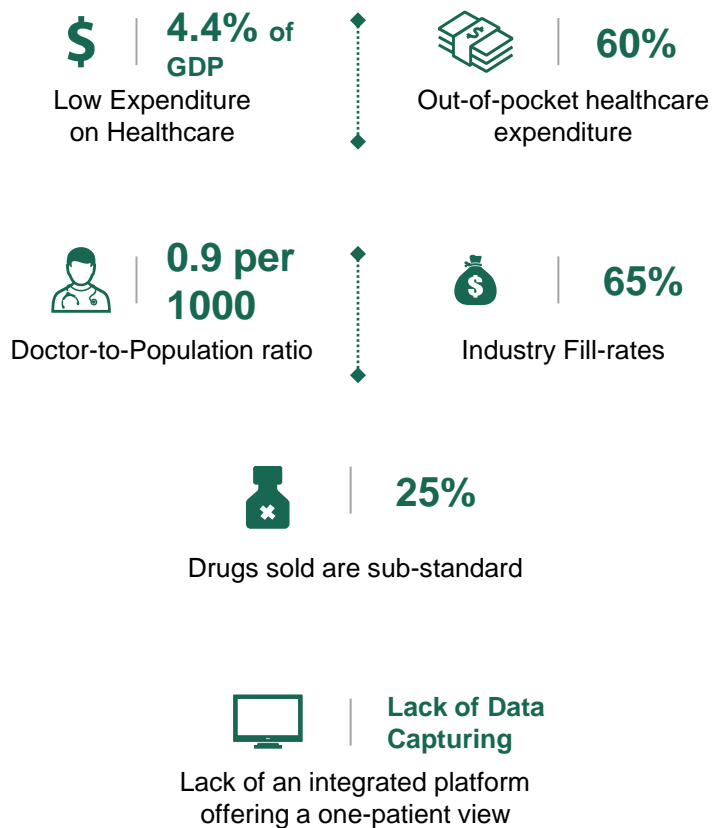 $
4.4% of
GDP
Low Expenditure
on Healthcare
$
60%
Out-of-pocket healthcare
expenditure
0.9 per
1000
Doctor-to-Population ratio
$
65%
Industry Fill-rates
25%
Drugs sold are sub-standard
Lack of Data
Capturing
Lack of an integrated platform
offering a one-patient view